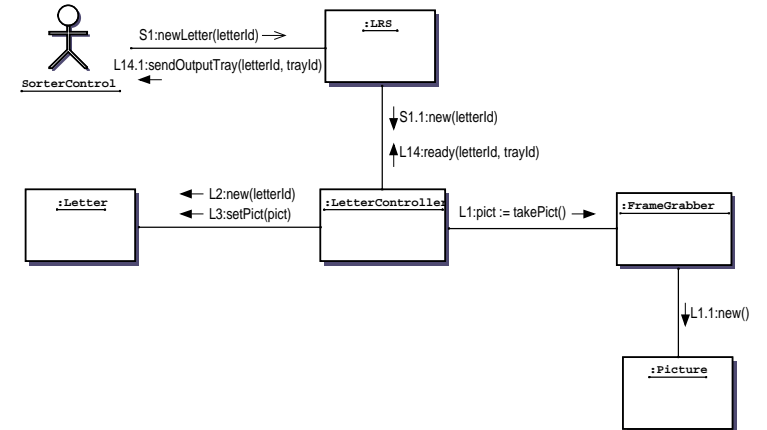 S1:newLetter(letterId)
:LRS
L14.1:sendOutputTray(letterId, trayId)
SorterControl
S1.1:new(letterId)
L14:ready(letterId, trayId)
:Letter
L2:new(letterId)
L3:setPict(pict)
:LetterController
L1:pict := takePict()
:FrameGrabber
L1.1:new()
:Picture